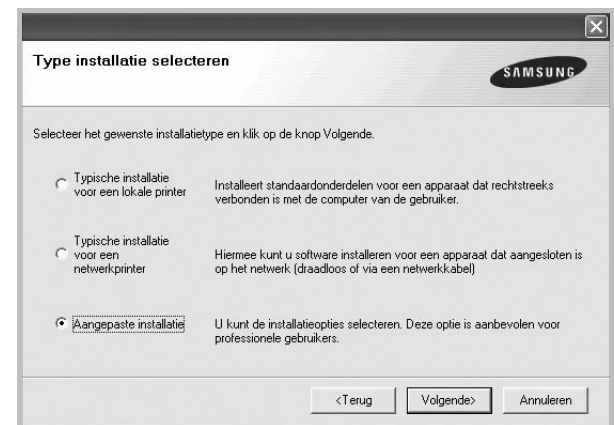 Type installatie selecteren
SAMSUNG
Selecteer het gewenste installatietype en klik op de knop Volgende.
Typische installatie
voor een lokale printer
Installeert standaardonderdelen voor een apparaat dat rechtstreeks
verbonden is met de computer van de gebruiker.
Typische installatie
voor een
netwerkprinter
Hiermee kunt u software installeren voor een apparaat dat aangesloten is
op het netwerk (draadloos of via een netwerkkabel)
Aangepaste installatie
U kunt de installatieopties selecteren. Deze optie is aanbevolen voor
professionele gebruikers.
<Terug
Volgende>
Annuleren